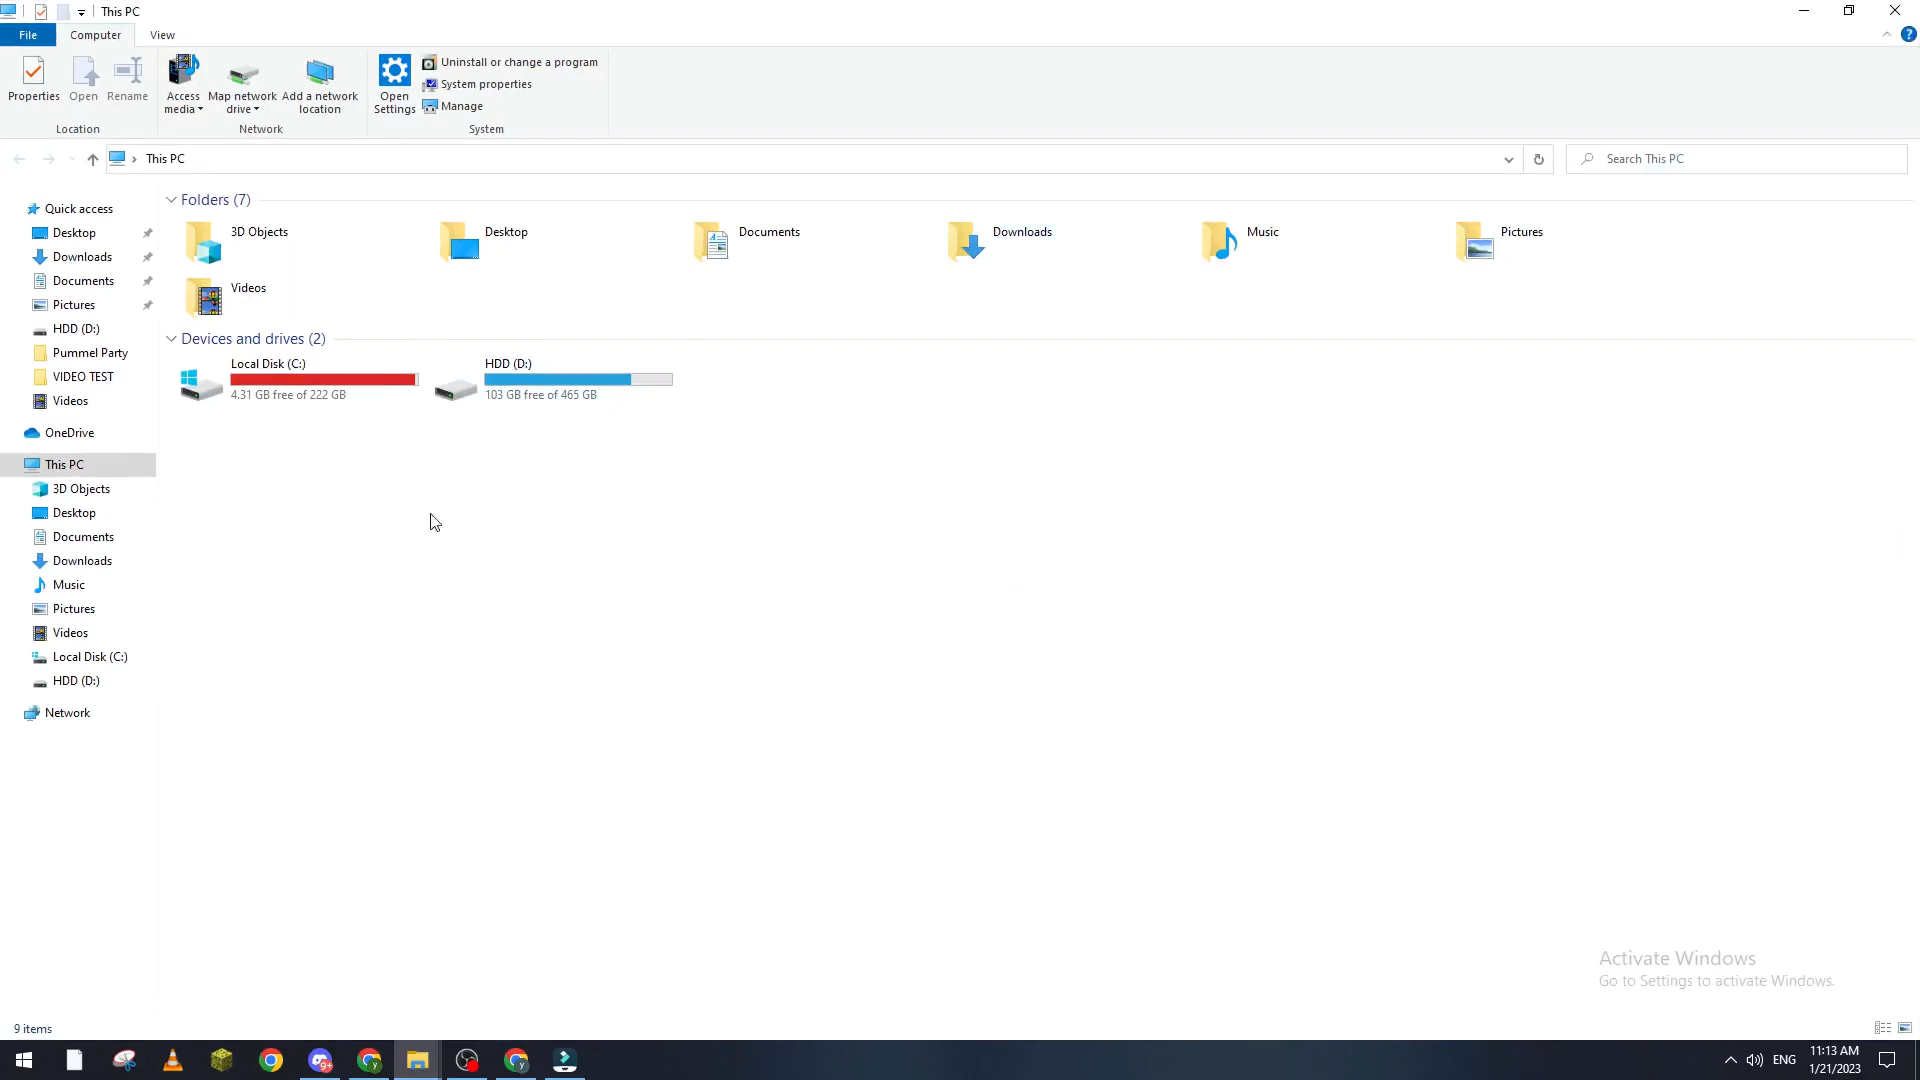 This PC
File
Computer
View
Properties
Open
Rename
Access media
Map network drive
Add a network location
Open Settings
Uninstall or change a program
System properties
Manage
Location
Network
System
This PC
Search This PC
Quick access
Desktop
Downloads
Documents
Pictures
HDD (D:)
Pummel Party
VIDEO TEST
Videos
OneDrive
This PC
3D Objects
Desktop
Documents
Downloads
Music
Pictures
Videos
Local Disk (C:)
HDD (D:)
Network
Folders (7)
3D Objects
Desktop
Documents
Downloads
Music
Pictures
Videos
Devices and drives (2)
Local Disk (C:)
4.31 GB free of 222 GB
HDD (D:)
103 GB free of 465 GB
Activate Windows
Go to Settings to activate Windows.
9 items
9+
y
y
ENG
11:13 AM
1/21/2023